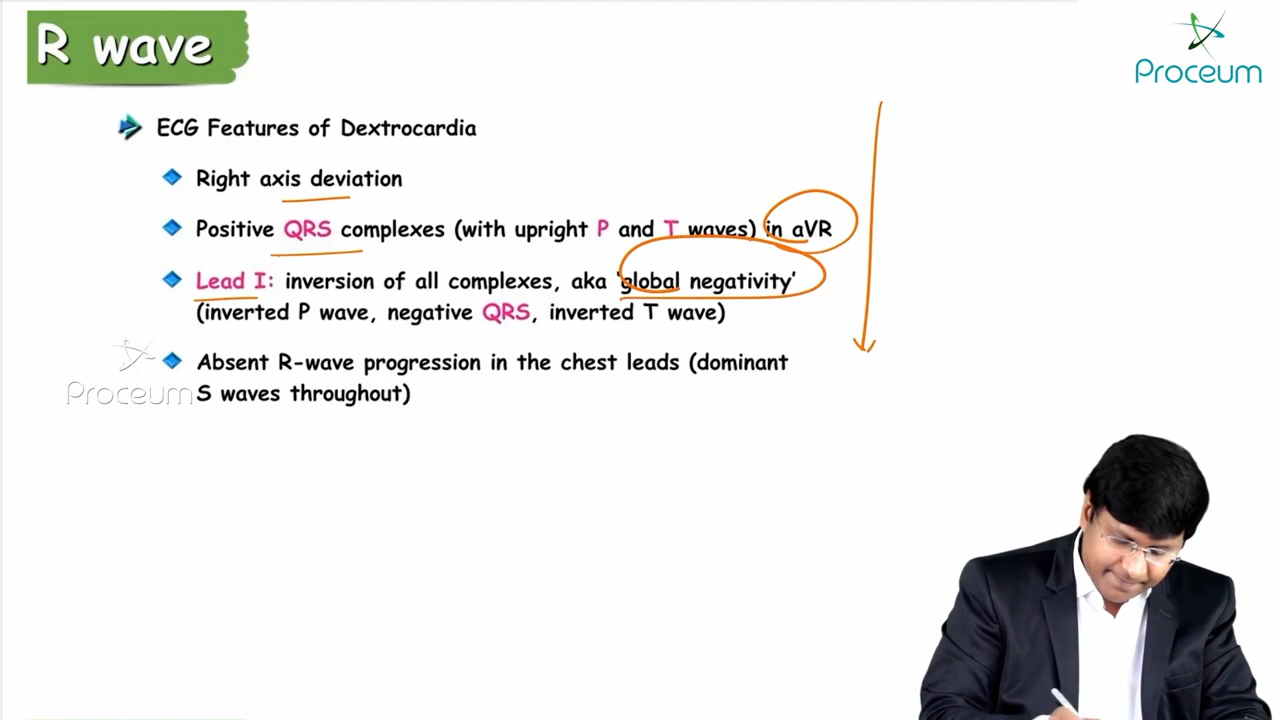 R wave
Proceum
ECG Features of Dextrocardia
Right axis deviation
Positive QRS complexes (with upright P and T waves) in aVR
Lead I: inversion of all complexes, aka 'global negativity'
(inverted P wave, negative QRS, inverted T wave)
Absent R-wave progression in the chest leads (dominant
S waves throughout)
Proceum